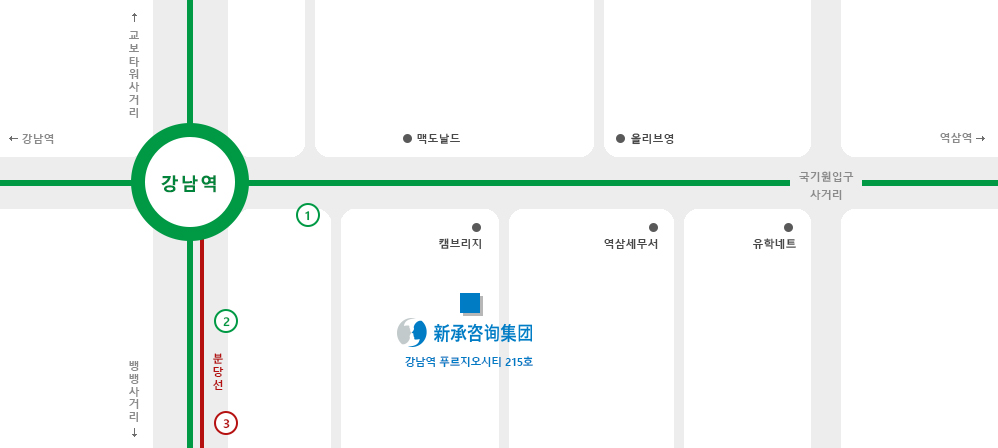 ↑ 교보타워사거리
← 강남역
맥도날드
올리브영
역삼역 →
강남역
국기원입구
사거리
1
캠브리지
역삼세무서
유학네트
2
新承咨询集团
강남역 푸르지오시티 215호
분당선
뱅뱅사거리 ↓
3